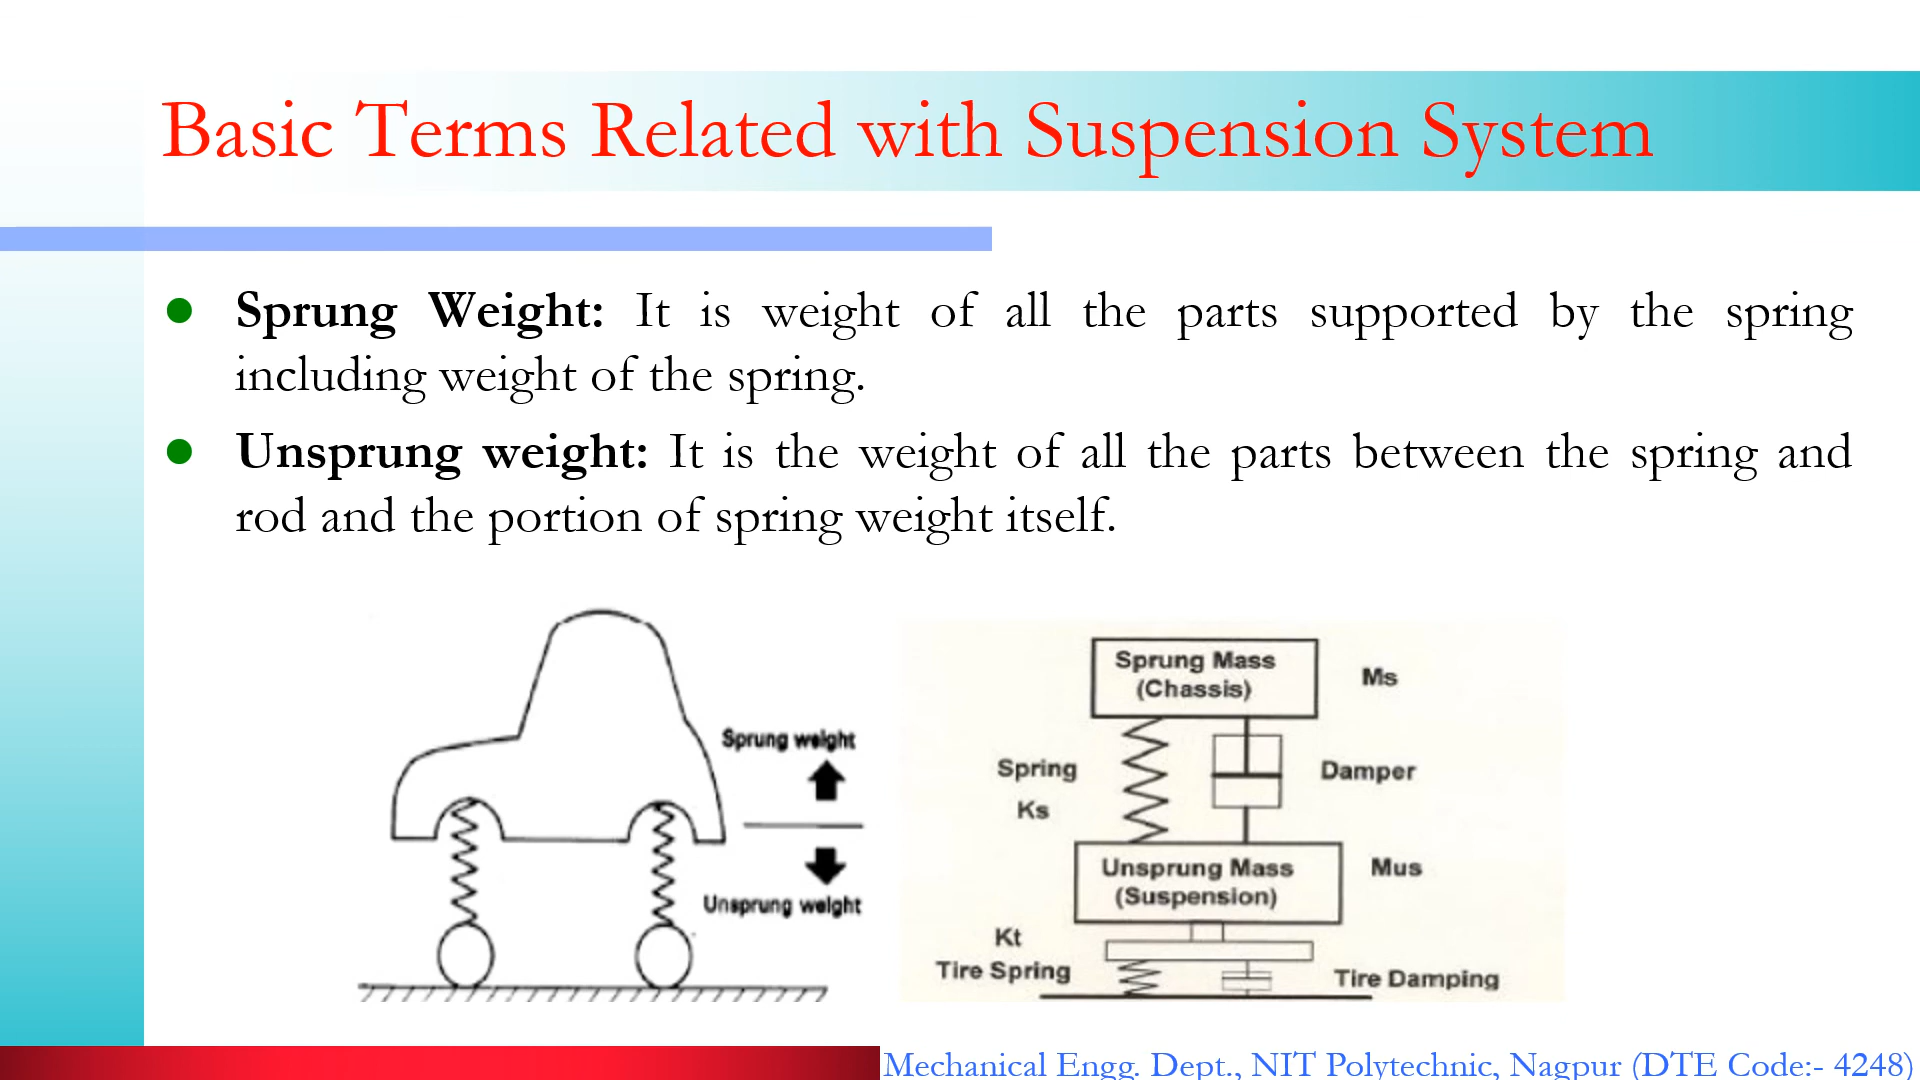 Basic Terms Related with Suspension System
Sprung Weight: It is weight of all the parts supported by the spring
including weight of the spring.
Unsprung weight: It is the weight of all the parts between the spring and
rod and the portion of spring weight itself.
Sprung weight
Unsprung weight
Sprung Mass
(Chassis)
Ms
Spring
Ks
Damper
Unsprung Mass
(Suspension)
Mus
Kt
Tire Spring
Tire Damping
Mechanical Engg. Dept., NIT Polytechnic, Nagpur (DTE Code:- 4248)